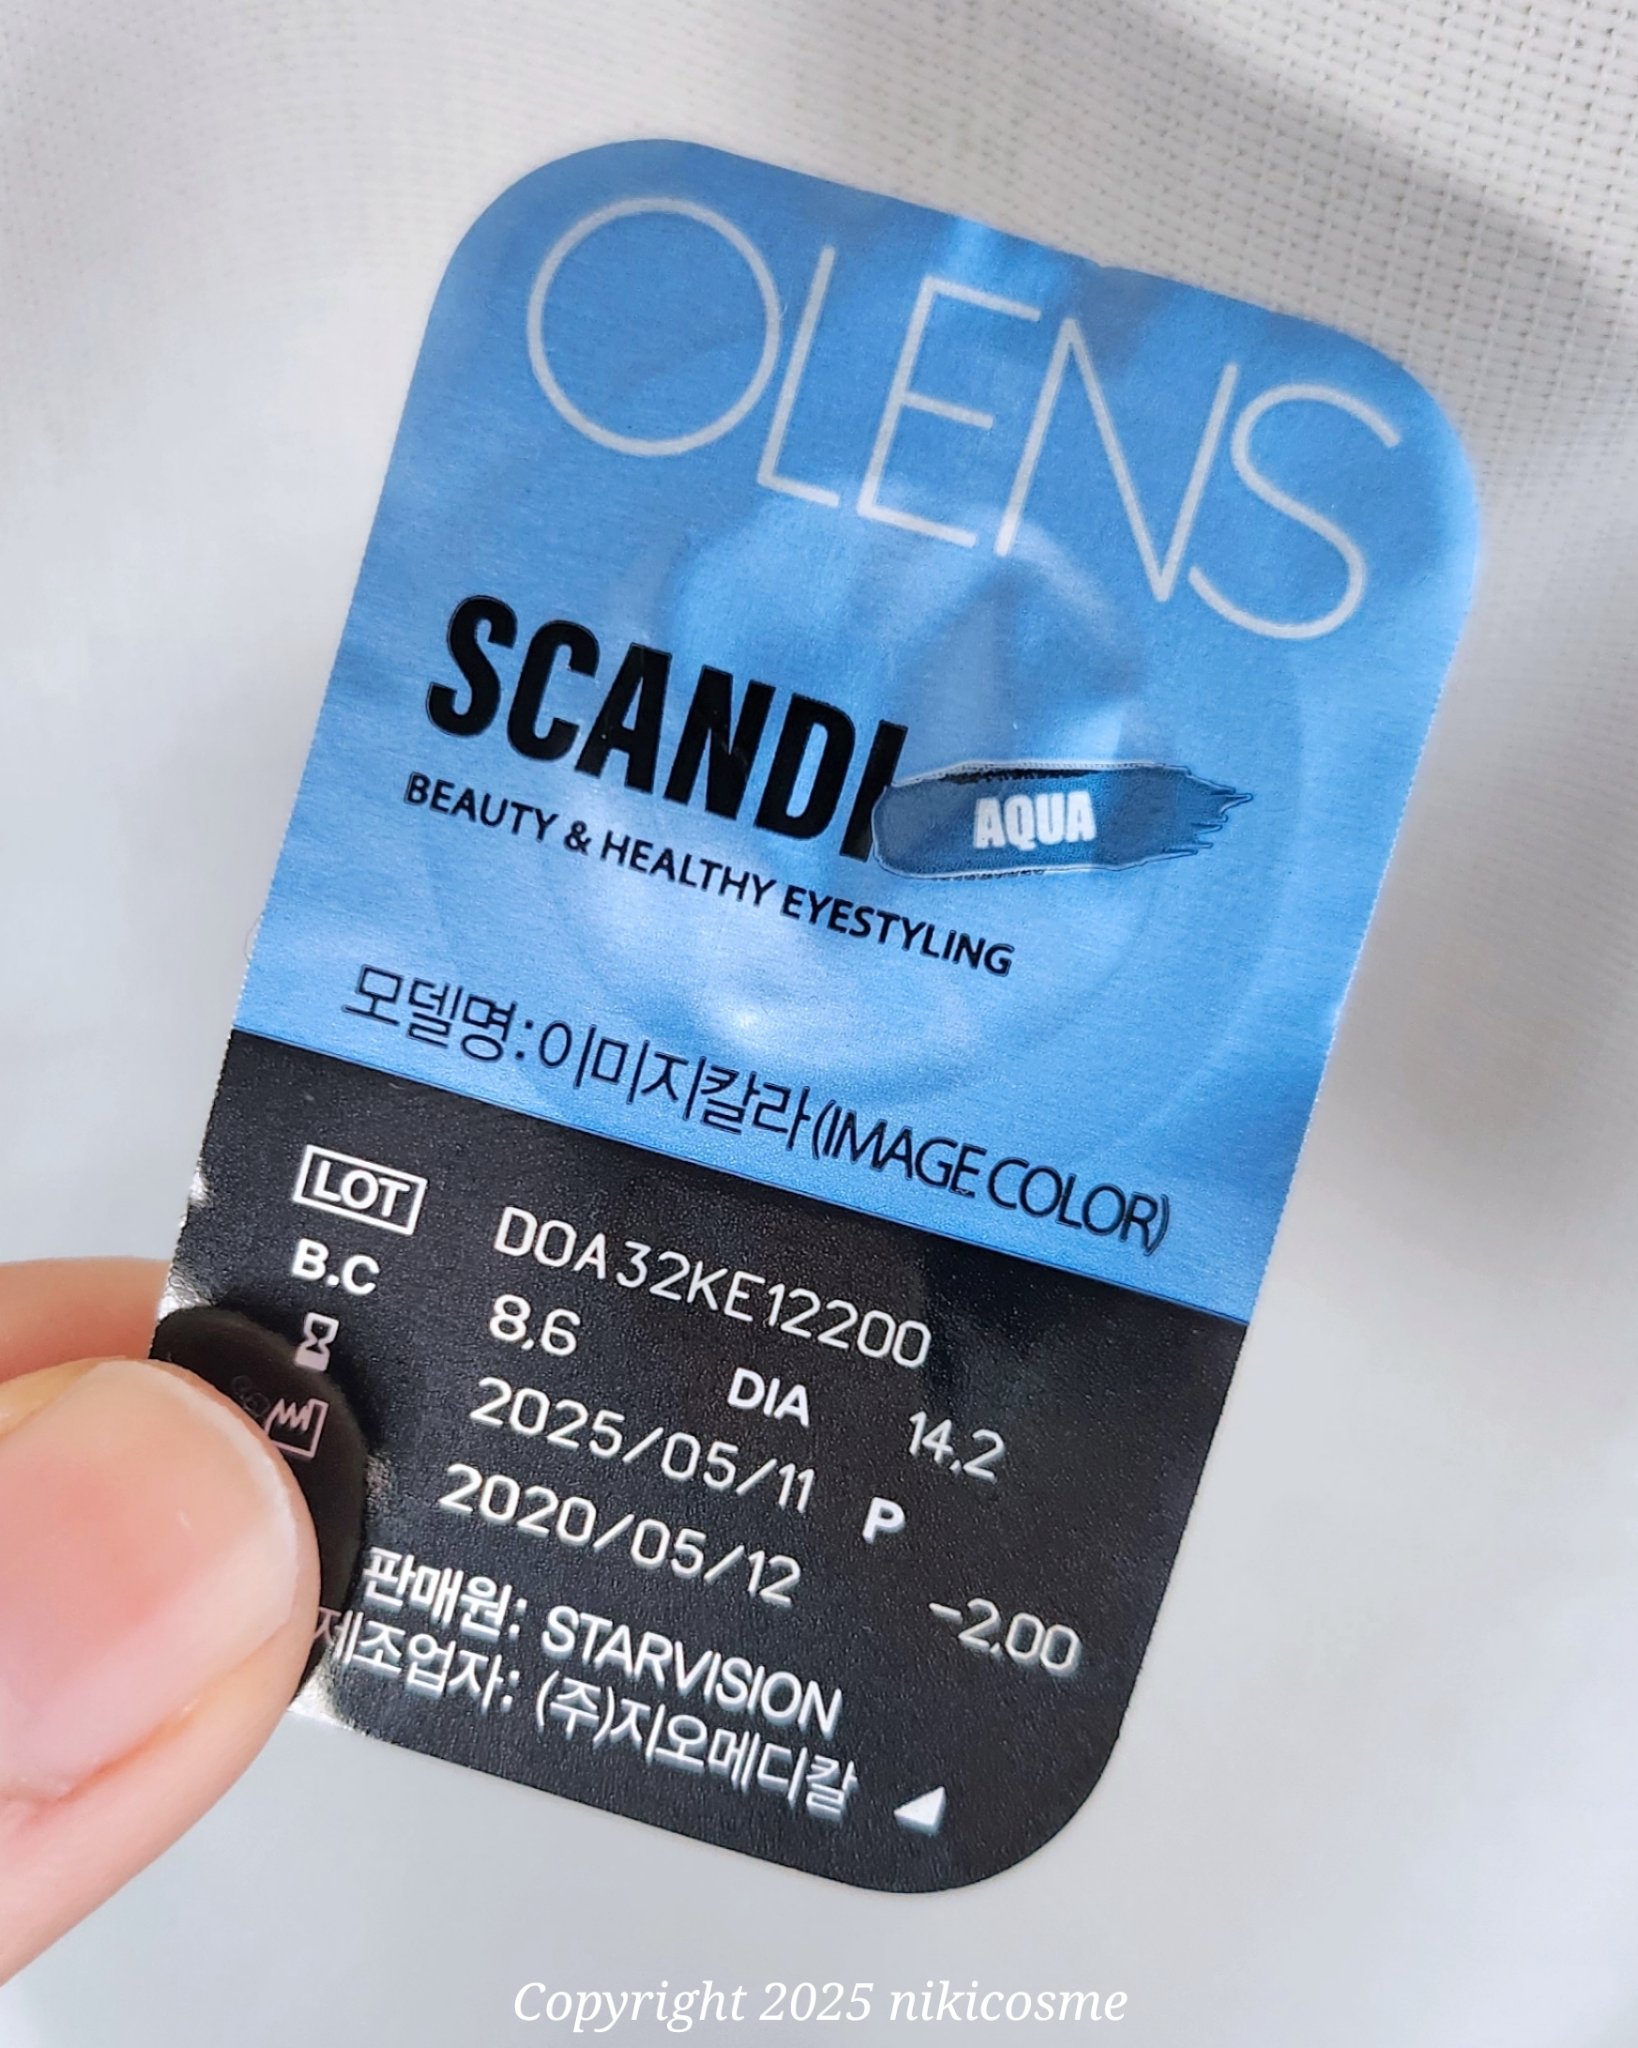 OLENS
SCANDI AQUA
BEAUTY & HEALTHY EYESTYLING
모델명:이미지칼라(IMAGE COLOR)
LOT DOA32KE12200
B.C 8,6 DIA 14,2
2025/05/11 P -2,00
2020/05/12
판매원: STARVISION
제조업자: (주)지오메디칼
Copyright 2025 nikicosme